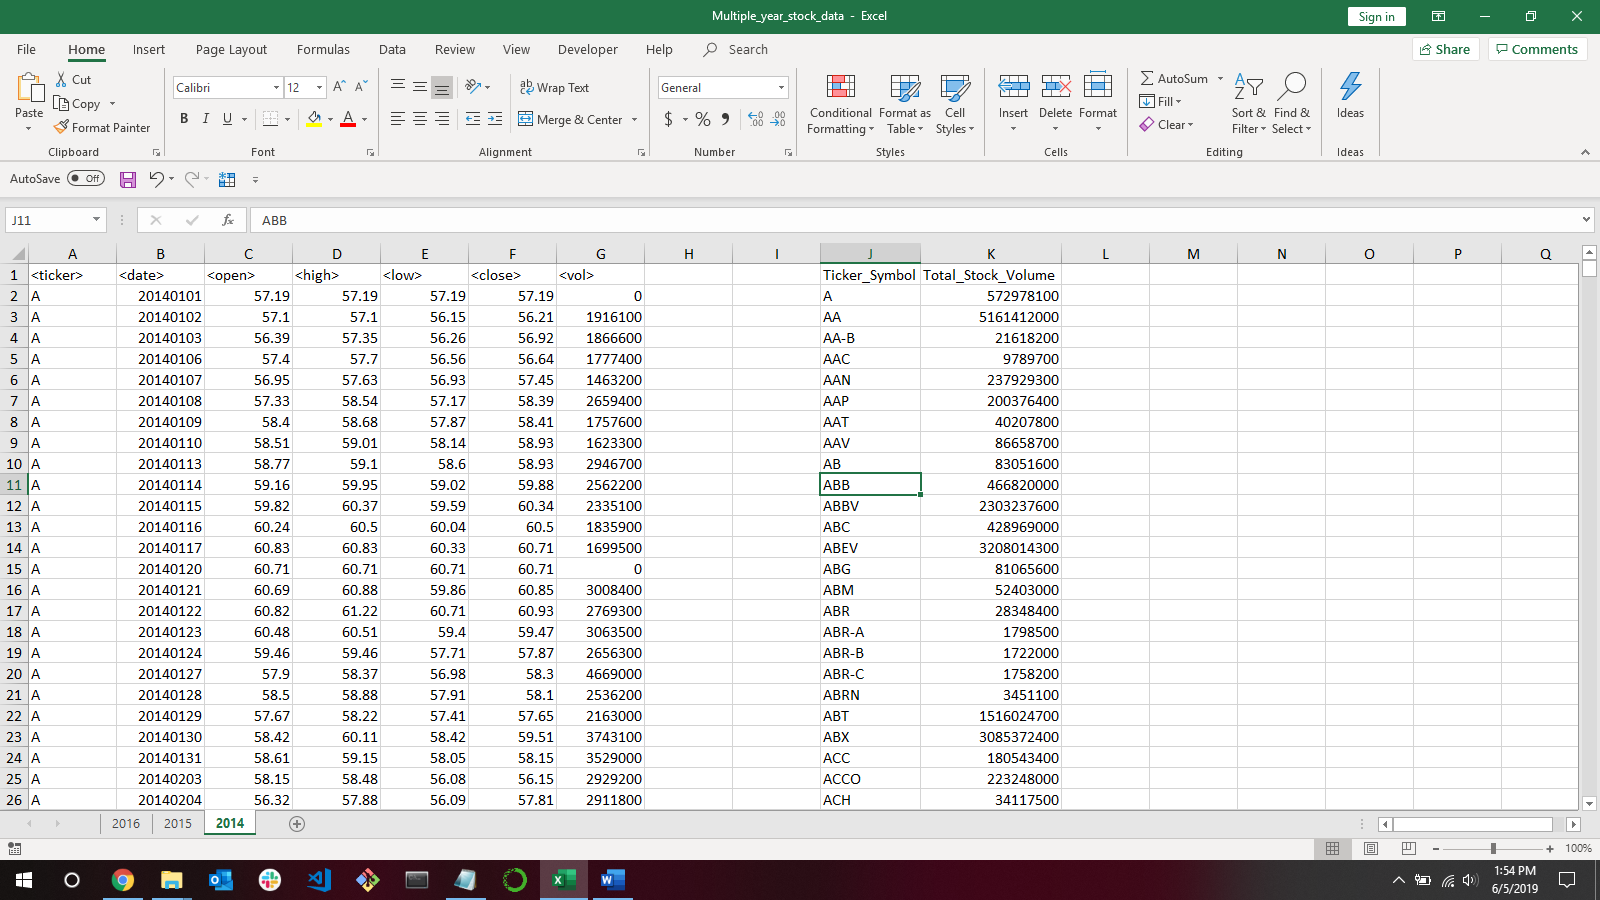 Multiple_year_stock_data - Excel
Sign in
File Home Insert Page Layout Formulas Data Review View Developer Help Search Share Comments
Paste
Cut
Copy
Format Painter
Clipboard
Calibri 12
B I U
Font
Wrap Text
Merge & Center
Alignment
General
$ % 9
Number
Conditional Formatting
Format as Table
Cell Styles
Styles
Insert Delete Format
Cells
AutoSum
Fill
Clear
Sort & Filter
Find & Select
Editing
Ideas
Ideas
AutoSave Off
J11 fx ABB
A B C D E F G H I J K L M N O P Q
1 <ticker> <date> <open> <high> <low> <close> <vol> Ticker_Symbol Total_Stock_Volume
2 A 20140101 57.19 57.19 57.19 57.19 0 A 572978100
3 A 20140102 57.1 57.1 56.15 56.21 1916100 AA 5161412000
4 A 20140103 56.39 57.35 56.26 56.92 1866600 AA-B 21618200
5 A 20140106 57.4 57.7 56.56 56.64 1777400 AAC 9789700
6 A 20140107 56.95 57.63 56.93 57.45 1463200 AAN 237929300
7 A 20140108 57.33 58.54 57.17 58.39 2659400 AAP 200376400
8 A 20140109 58.4 58.68 57.87 58.41 1757600 AAT 40207800
9 A 20140110 58.51 59.01 58.14 58.93 1623300 AAV 86658700
10 A 20140113 58.77 59.1 58.6 58.93 2946700 AB 83051600
11 A 20140114 59.16 59.95 59.02 59.88 2562200 ABB 466820000
12 A 20140115 59.82 60.37 59.59 60.34 2335100 ABBV 2303237600
13 A 20140116 60.24 60.5 60.04 60.5 1835900 ABC 428969000
14 A 20140117 60.83 60.83 60.33 60.71 1699500 ABEV 3208014300
15 A 20140120 60.71 60.71 60.71 60.71 0 ABG 81065600
16 A 20140121 60.69 60.88 59.86 60.85 3008400 ABM 52403000
17 A 20140122 60.82 61.22 60.71 60.93 2769300 ABR 28348400
18 A 20140123 60.48 60.51 59.4 59.47 3063500 ABR-A 1798500
19 A 20140124 59.46 59.46 57.71 57.87 2656300 ABR-B 1722000
20 A 20140127 57.9 58.37 56.98 58.3 4669000 ABR-C 1758200
21 A 20140128 58.5 58.88 57.91 58.1 2536200 ABRN 3451100
22 A 20140129 57.67 58.22 57.41 57.65 2163000 ABT 1516024700
23 A 20140130 58.42 60.11 58.42 59.51 3743100 ABX 3085372400
24 A 20140131 58.61 59.15 58.05 58.15 3529000 ACC 180543400
25 A 20140203 58.15 58.48 56.08 56.15 2929200 ACCO 223248000
26 A 20140204 56.32 57.88 56.09 57.81 2911800 ACH 34117500
2016 2015 2014
100%
1:54 PM
6/5/2019